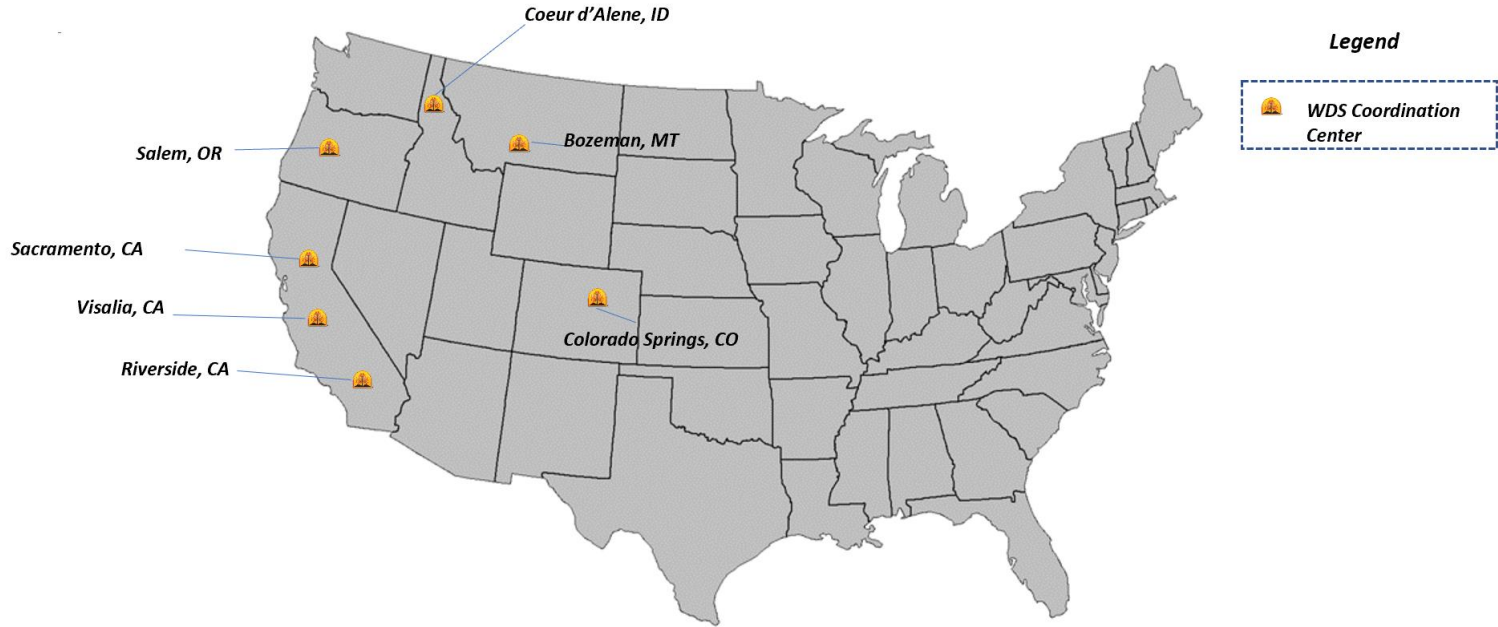 Coeur d’Alene, ID
Legend
WDS Coordination
Center
Bozeman, MT
Salem, OR
Sacramento, CA
Visalia, CA
Colorado Springs, CO
Riverside, CA